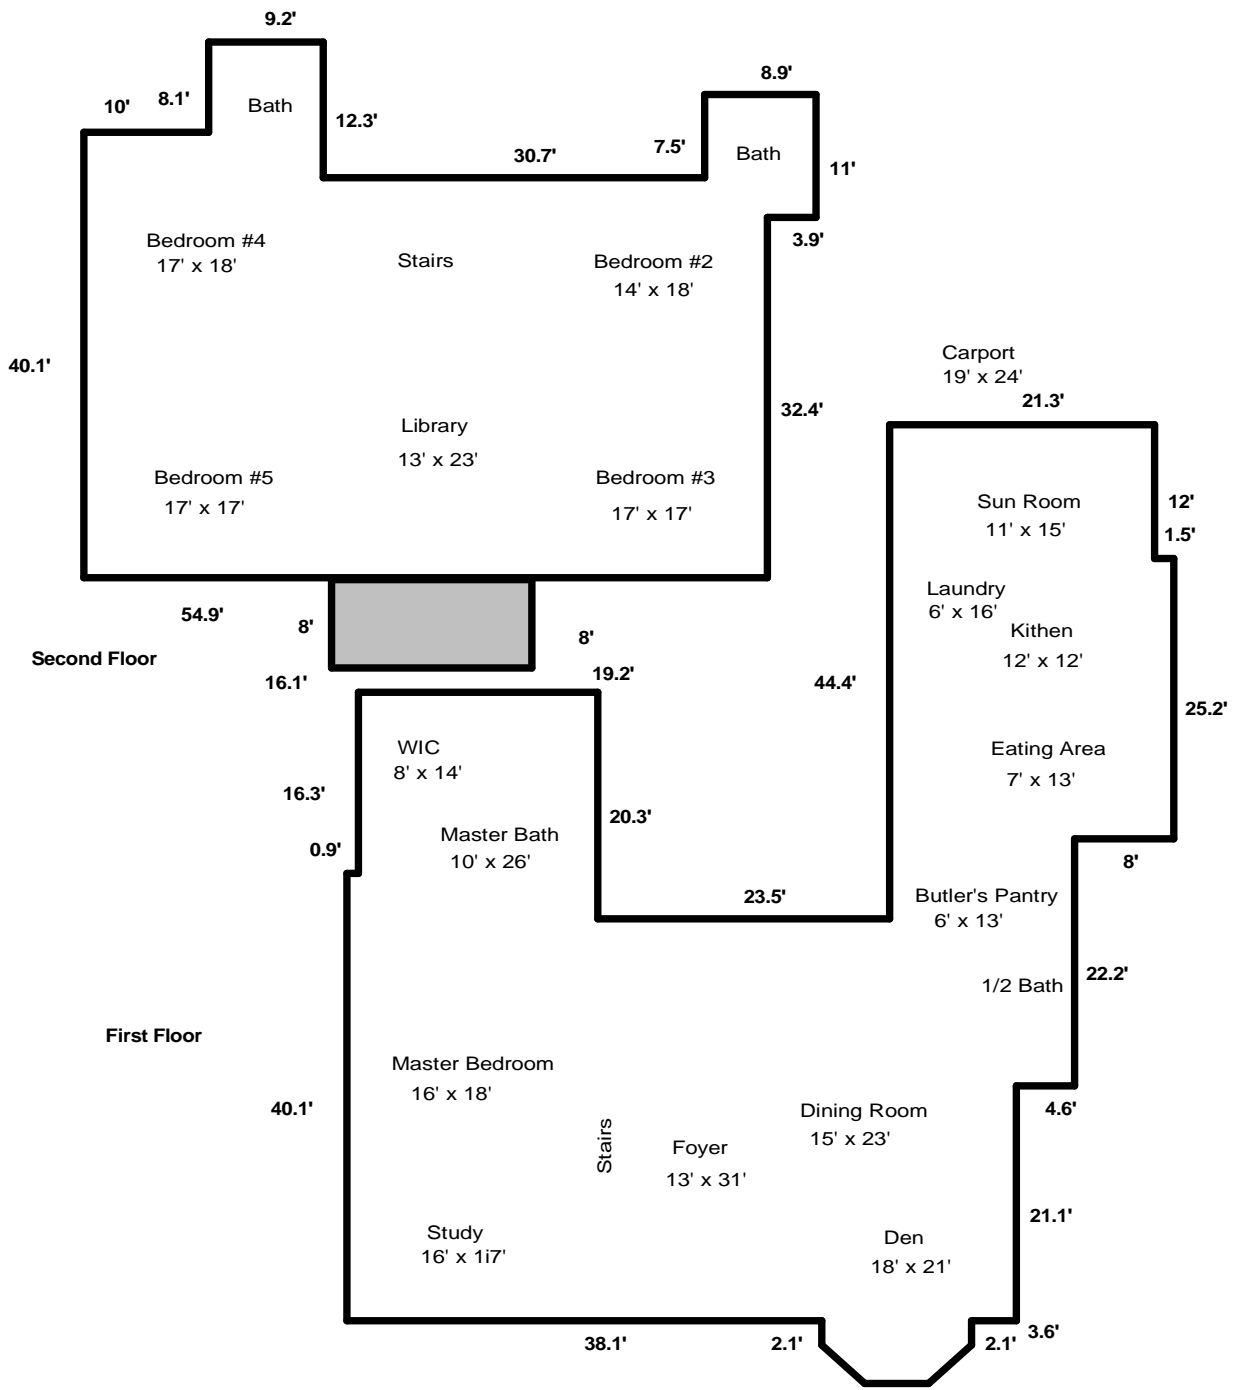 9.2'
8.9'
10'
8.1'
Bath
12.3'
30.7'
7.5'
Bath
11'
3.9'
Bedroom #4
17' x 18'
Stairs
Bedroom #2
14' x 18'
40.1'
Carport
19' x 24'
21.3'
32.4'
Library
13' x 23'
Bedroom #5
17' x 17'
Bedroom #3
17' x 17'
Sun Room
11' x 15'
12'
1.5'
54.9'
8'
8'
Laundry
6' x 16'
Kithen
12' x 12'
Second Floor
16.1'
19.2'
44.4'
25.2'
WIC
8' x 14'
Eating Area
7' x 13'
16.3'
20.3'
Master Bath
10' x 26'
0.9'
8'
23.5'
Butler's Pantry
6' x 13'
1/2 Bath
22.2'
First Floor
Master Bedroom
16' x 18'
40.1'
Stairs
Foyer
13' x 31'
Dining Room
15' x 23'
4.6'
21.1'
Study
16' x 1i7'
Den
18' x 21'
38.1'
2.1'
2.1'
3.6'